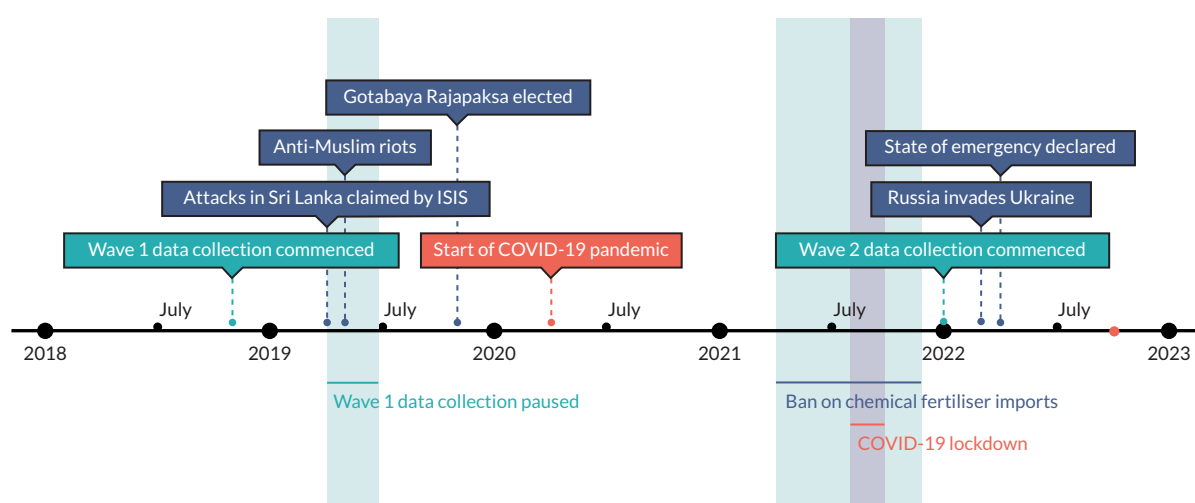 Gotabaya Rajapaksa elected
Anti-Muslim riots
State of emergency declared
Attacks in Sri Lanka claimed by ISIS
Russia invades Ukraine
Wave 1 data collection commenced
Start of COVID-19 pandemic
Wave 2 data collection commenced
July
July
July
July
July
2018
2019
2020
2021
2022
2023
Wave 1 data collection paused
Ban on chemical fertiliser imports
COVID-19 lockdown